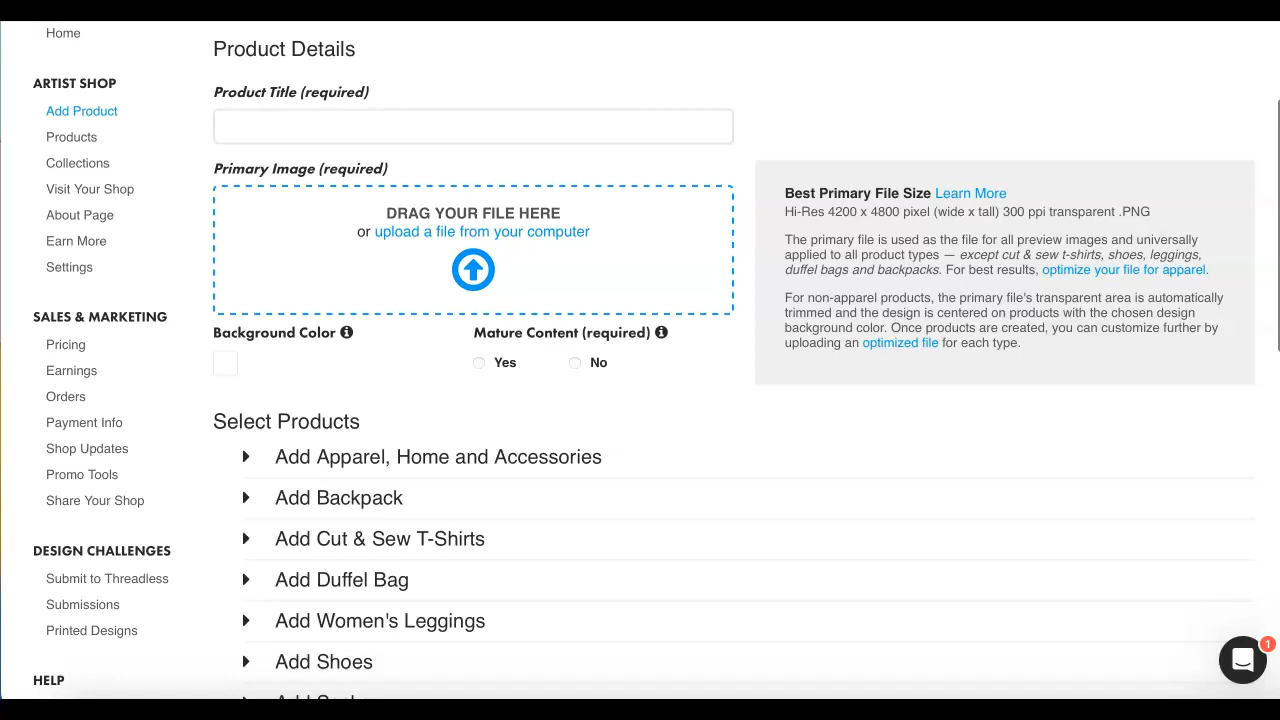 Home
ARTIST SHOP
Add Product
Products
Collections
Visit Your Shop
About Page
Earn More
Settings
SALES & MARKETING
Pricing
Earnings
Orders
Payment Info
Shop Updates
Promo Tools
Share Your Shop
DESIGN CHALLENGES
Submit to Threadless
Submissions
Printed Designs
HELP
Product Details
Product Title (required)
Primary Image (required)
DRAG YOUR FILE HERE
or upload a file from your computer
Background Color
Mature Content (required)
Yes
No
Best Primary File Size Learn More
Hi-Res 4200 x 4800 pixel (wide x tall) 300 ppi transparent .PNG
The primary file is used as the file for all preview images and universally
applied to all product types — except cut & sew t-shirts, shoes, leggings,
duffel bags and backpacks. For best results, optimize your file for apparel.
For non-apparel products, the primary file's transparent area is automatically
trimmed and the design is centered on products with the chosen design
background color. Once products are created, you can customize further by
uploading an optimized file for each type.
Select Products
Add Apparel, Home and Accessories
Add Backpack
Add Cut & Sew T-Shirts
Add Duffel Bag
Add Women's Leggings
Add Shoes
1